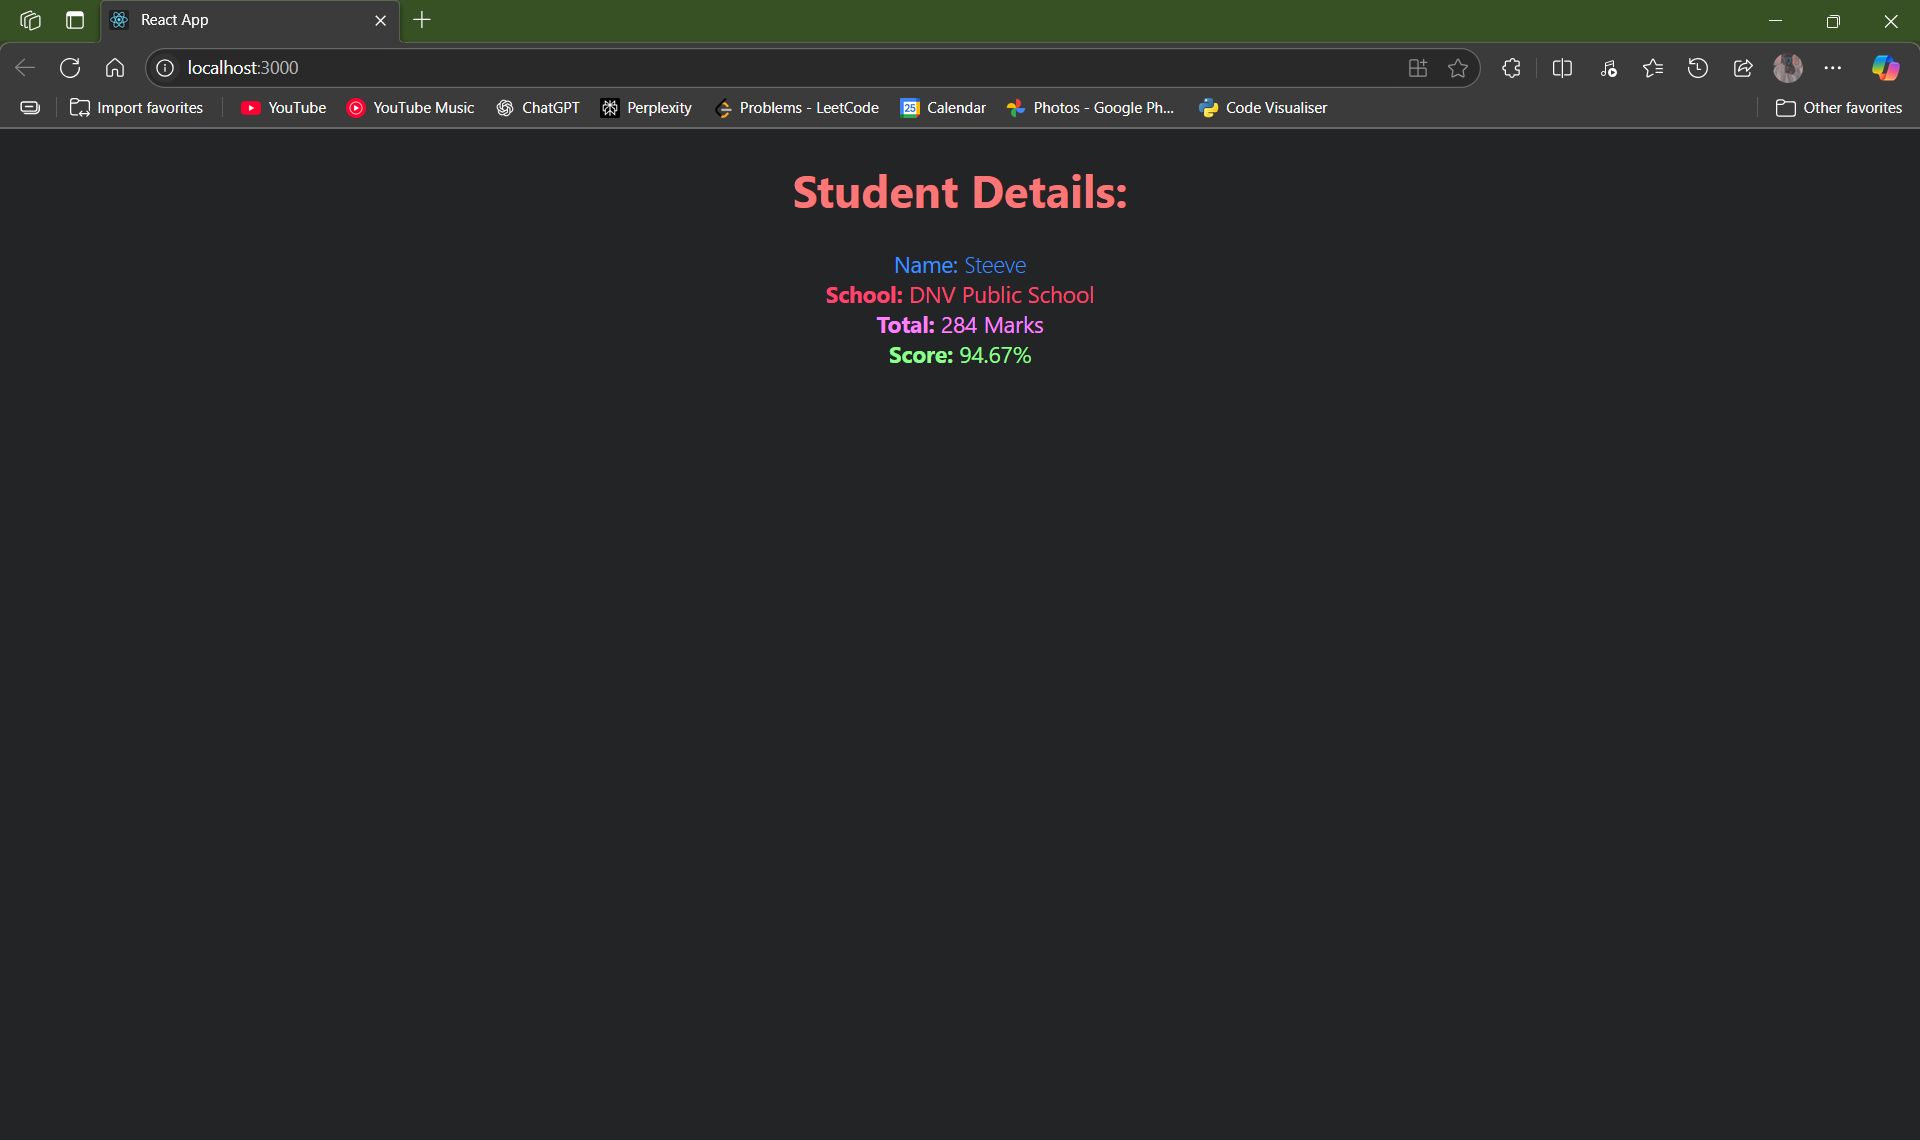 React App
localhost:3000
Import favorites YouTube YouTube Music ChatGPT Perplexity Problems - LeetCode 25 Calendar Photos - Google Ph... Code Visualiser Other favorites
Student Details:
Name: Steeve
School: DNV Public School
Total: 284 Marks
Score: 94.67%